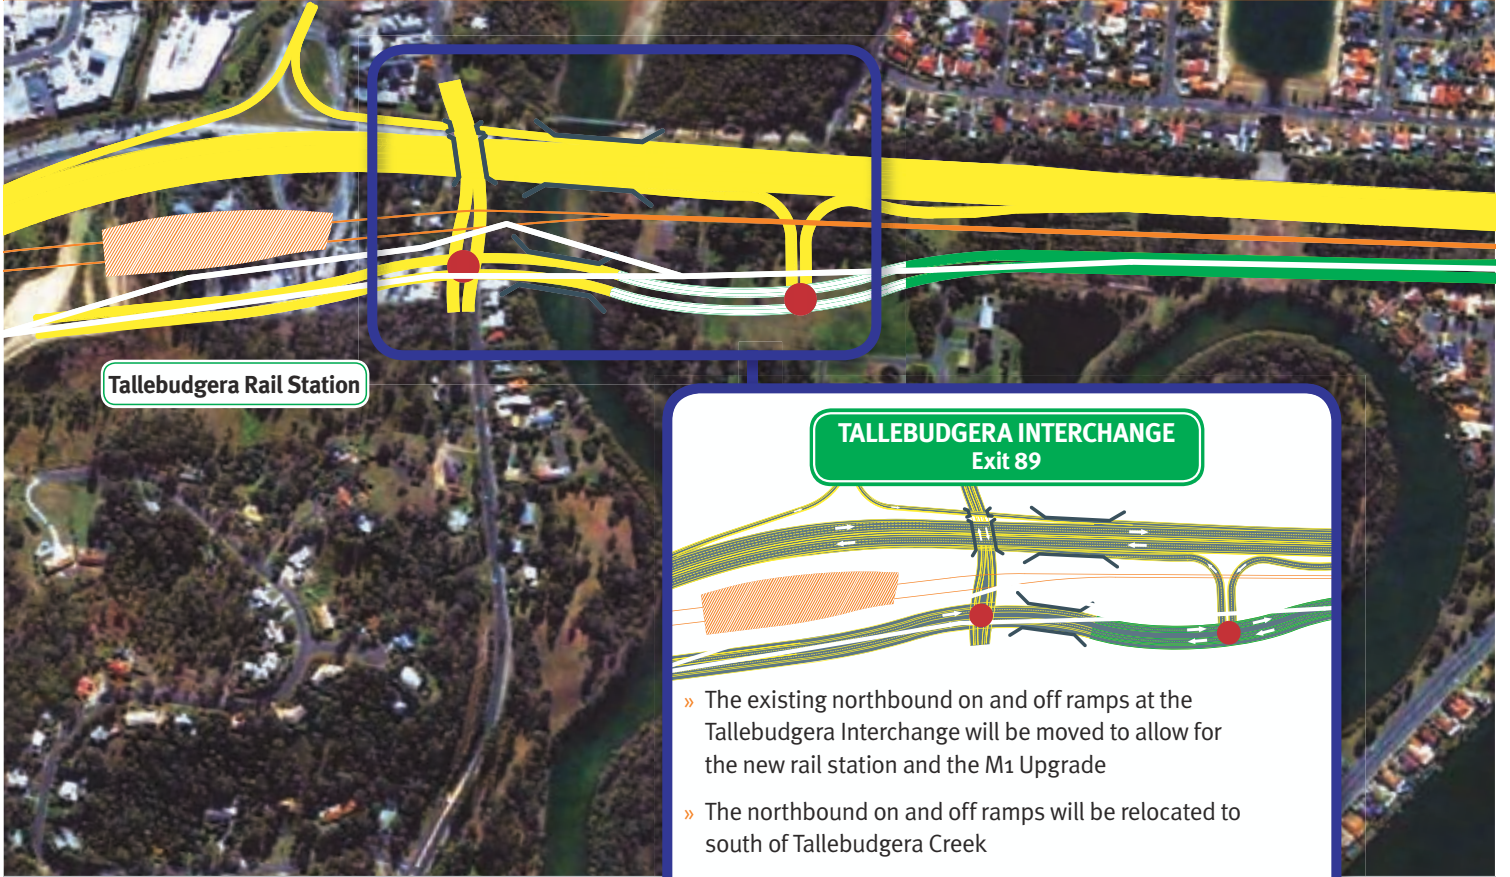 Tallebudgera Rail Station
TALLEBUDGERA INTERCHANGE
Exit 89
» The existing northbound on and off ramps at the
Tallebudgera Interchange will be moved to allow for
the new rail station and the M1 Upgrade
» The northbound on and off ramps will be relocated to
south of Tallebudgera Creek